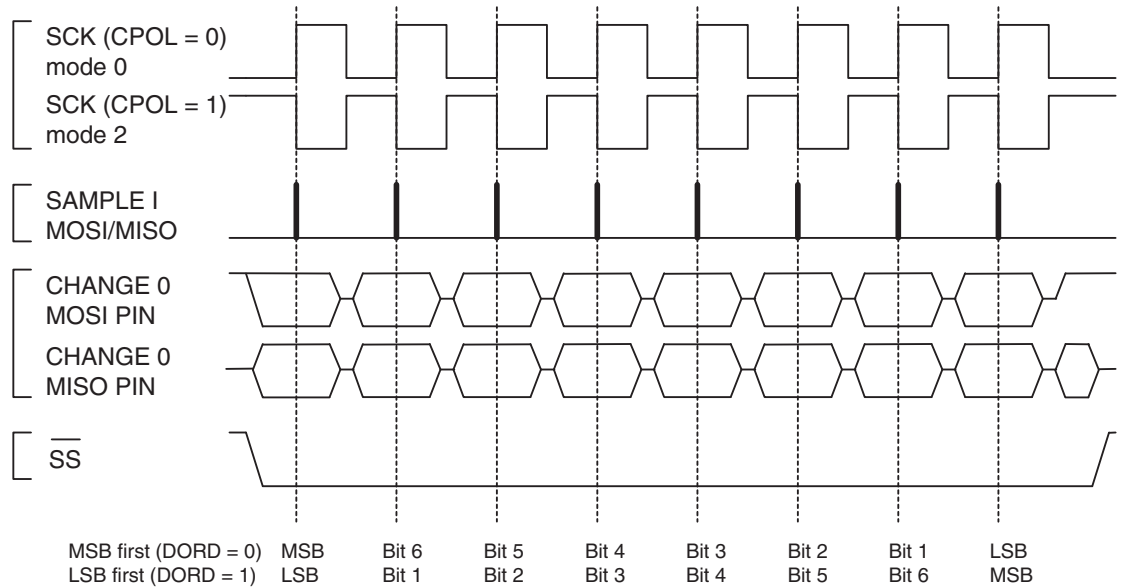 SCK (CPOL = 0)
mode 0
SCK (CPOL = 1)
mode 2
SAMPLE I
MOSI/MISO
CHANGE 0
MOSI PIN
CHANGE 0
MISO PIN
SS
MSB first (DORD = 0) MSB Bit 6 Bit 5 Bit 4 Bit 3 Bit 2 Bit 1 LSB
LSB first (DORD = 1) LSB Bit 1 Bit 2 Bit 3 Bit 4 Bit 5 Bit 6 MSB